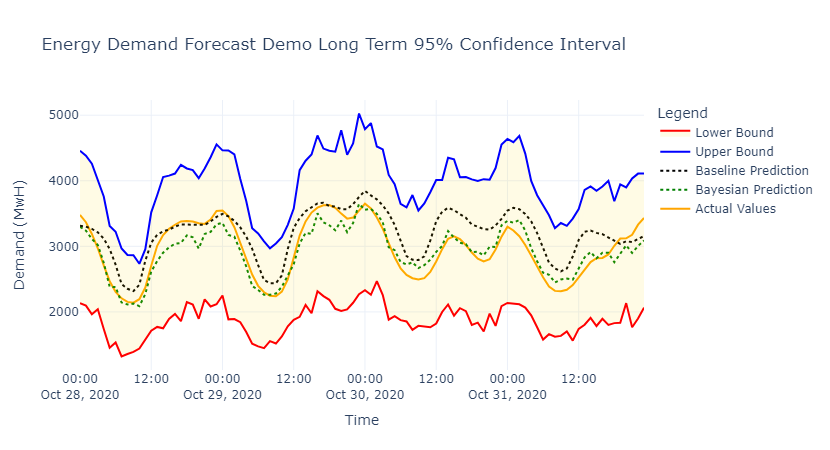 Energy Demand Forecast Demo Long Term 95% Confidence Interval
Demand (MwH)
5000
4000
3000
2000
00:00
Oct 28, 2020
12:00
00:00
Oct 29, 2020
12:00
00:00
Oct 30, 2020
12:00
00:00
Oct 31, 2020
12:00
Time
Legend
Lower Bound
Upper Bound
Baseline Prediction
Bayesian Prediction
Actual Values